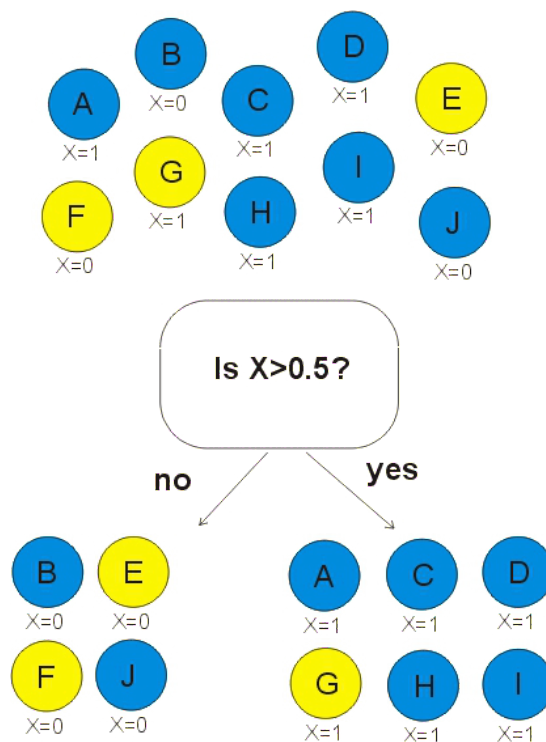 B D
A C E
X=0 X=1
X=1 G X=1 I X=0
F H J
X=0 X=1 X=1 X=1 X=0
Is X>0.5?
no yes
B E A C D
X=0 X=0 X=1 X=1 X=1
F J G H I
X=0 X=0 X=1 X=1 X=1